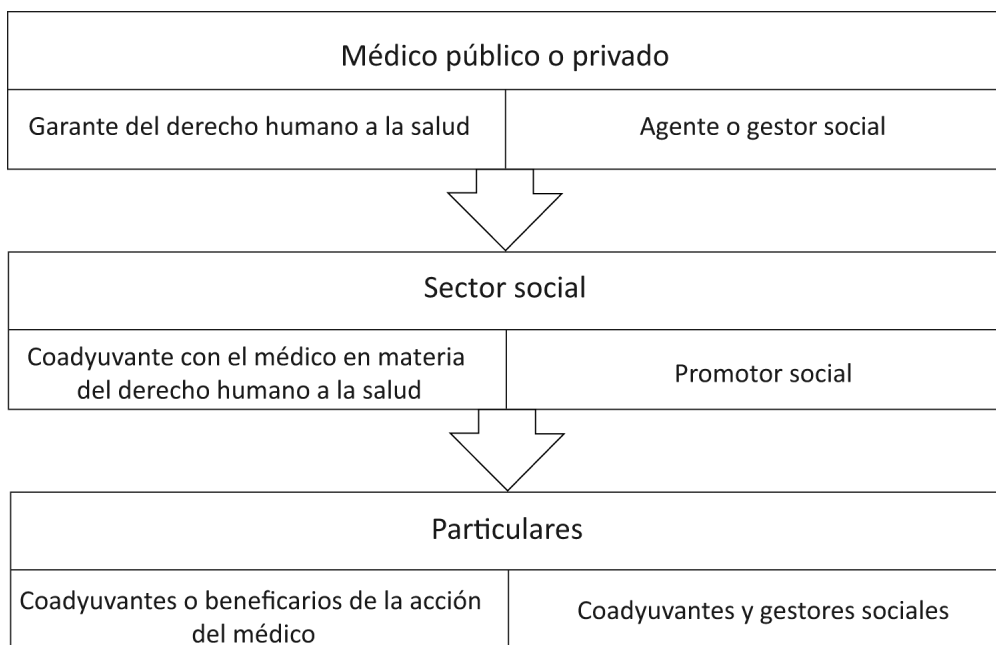 Médico público o privado
Garante del derecho humano a la salud
Agente o gestor social
Sector social
Coadyuvante con el médico en materia
del derecho humano a la salud
Promotor social
Particulares
Coadyuvantes o beneficarios de la acción
del médico
Coadyuvantes y gestores sociales